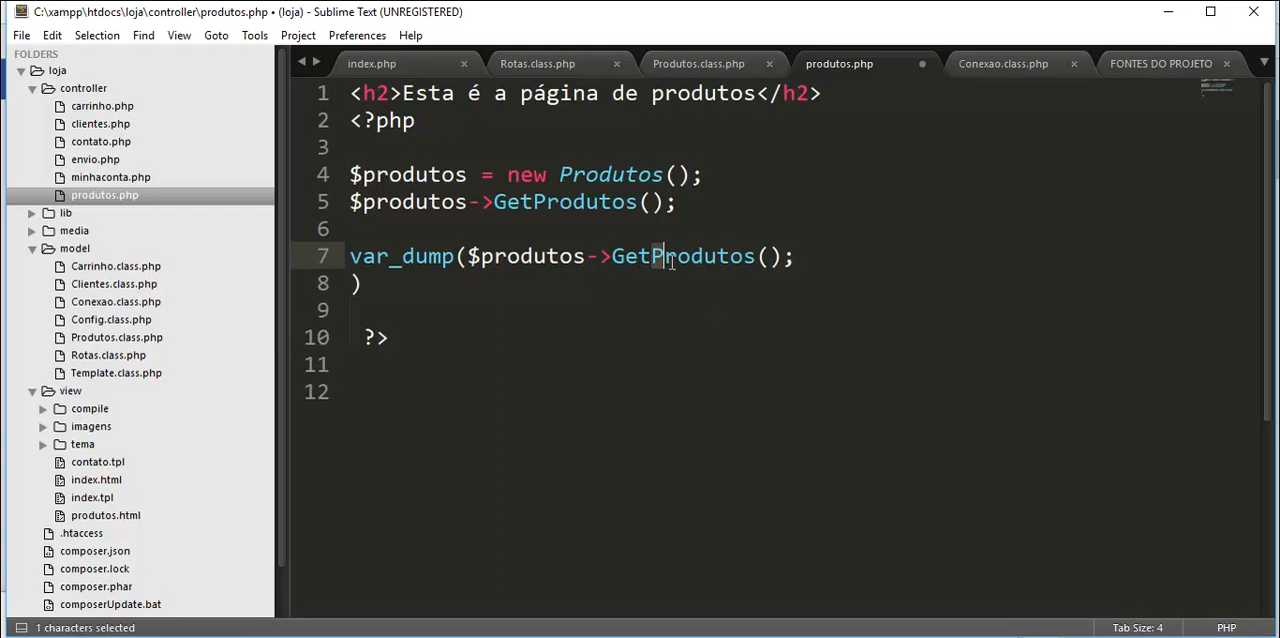 C:\xampp\htdocs\loja\controller\produtos.php • (loja) - Sublime Text (UNREGISTERED)
File Edit Selection Find View Goto Tools Project Preferences Help
FOLDERS
loja
controller
carrinho.php
clientes.php
contato.php
envio.php
minhaconta.php
produtos.php
lib
media
model
Carrinho.class.php
Clientes.class.php
Conexao.class.php
Config.class.php
Produtos.class.php
Rotas.class.php
Template.class.php
view
compile
imagens
tema
contato.tpl
index.html
index.tpl
produtos.html
.htaccess
composer.json
composer.lock
composer.phar
composerUpdate.bat
index.php Rotas.class.php Produtos.class.php produtos.php Conexao.class.php FONTES DO PROJETO
1 <h2>Esta é a página de produtos</h2>
2 <?php
3
4 $produtos = new Produtos();
5 $produtos->GetProdutos();
6
7 var_dump($produtos->GetProdutos();
8 )
9
10 ?>
11
12
1 characters selected Tab Size: 4 PHP